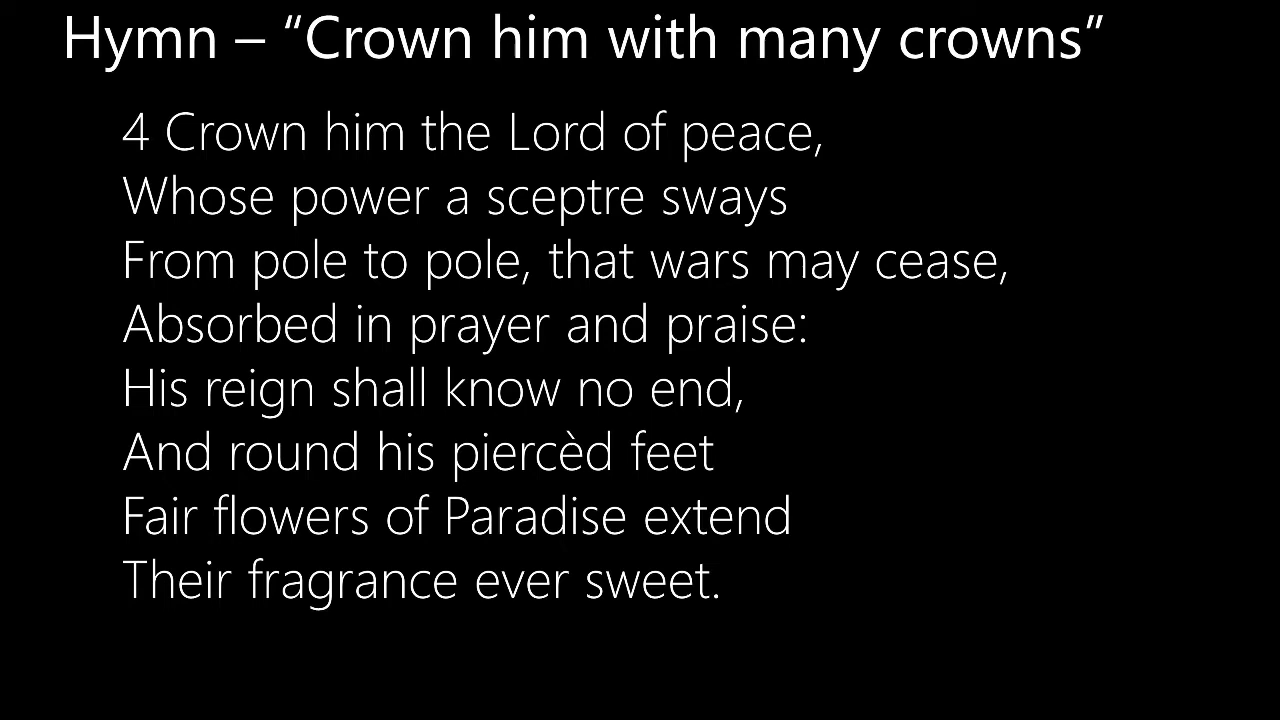 Hymn – “Crown him with many crowns”
4 Crown him the Lord of peace,
Whose power a sceptre sways
From pole to pole, that wars may cease,
Absorbed in prayer and praise:
His reign shall know no end,
And round his piercèd feet
Fair flowers of Paradise extend
Their fragrance ever sweet.